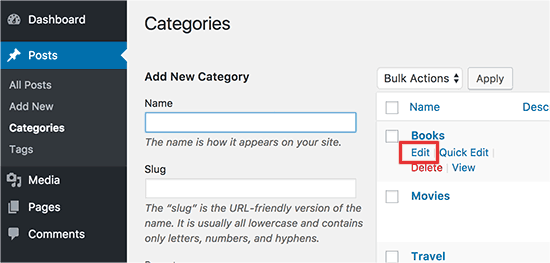 Dashboard
Posts
All Posts
Add New
Categories
Tags
Media
Pages
Comments
Categories
Add New Category
Name
The name is how it appears on your site.
Slug
The “slug” is the URL-friendly version of the
name. It is usually all lowercase and contains
only letters, numbers, and hyphens.
Bulk Actions
Apply
Name Desc
Books
Edit | Quick Edit |
Delete | View
Movies
Travel